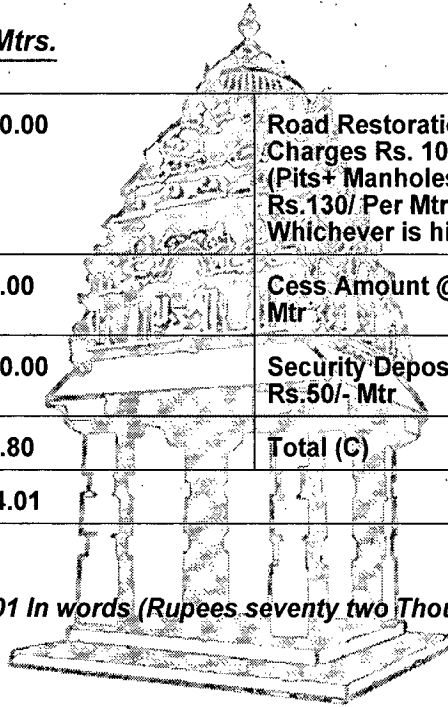 Mtrs.
0.00
Road Restoratio
Charges Rs. 10
(Pits+ Manholes
Rs.130/ Per Mtr
Whichever is hi
.00
Cess Amount @
Mtr
0.00
Security Depos
Rs.50/- Mtr
.80
Total (C)
4.01
01 In words (Rupees seventy two Thou